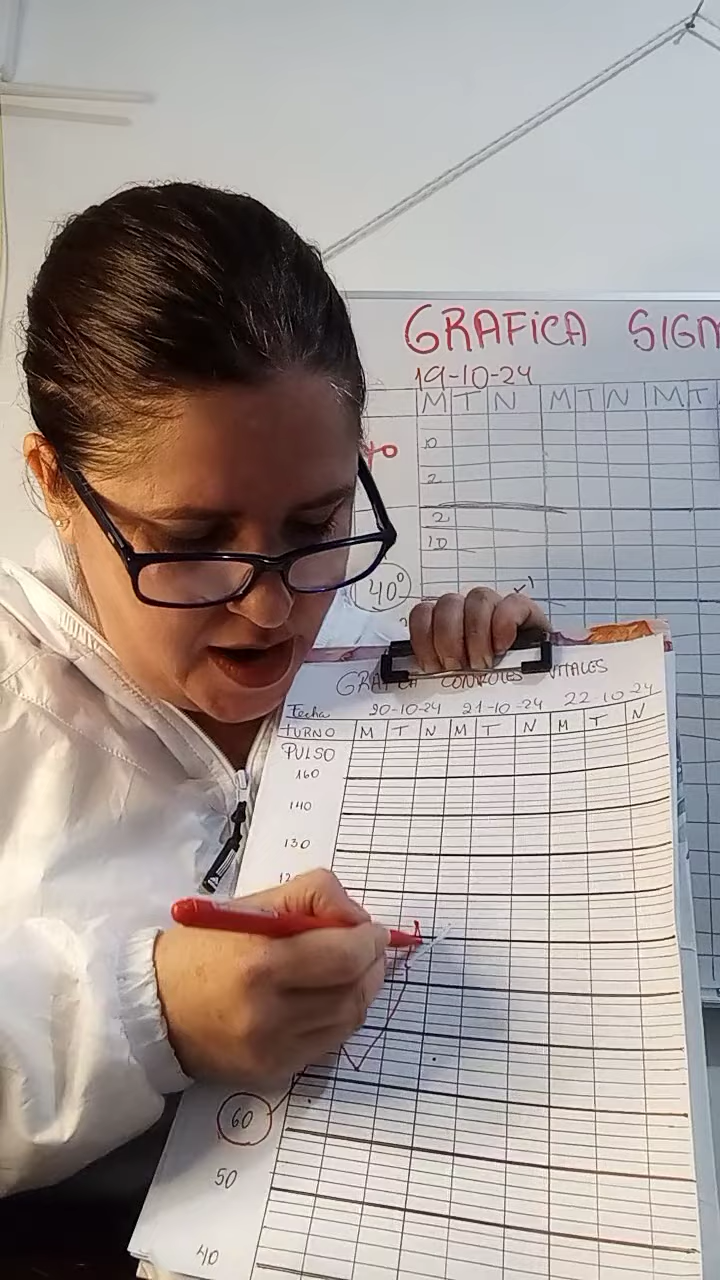 GRAFICA SIGN
19-10-24
M T N M T N M T
0
2
2
10
40°
GRAFICA CONTROLES VITALES
Fecha 20-10-24 21-10-24 22-10-24
TURNO M T N M T N M T N
PULSO
160
140
130
60
50
40